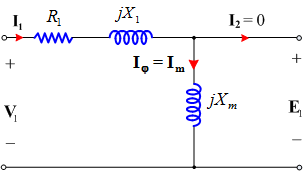 I₁ R₁ jX₁ I₂ = 0
+ I𝛗 = Iₘ +
V₁ jXₘ E₁
− −